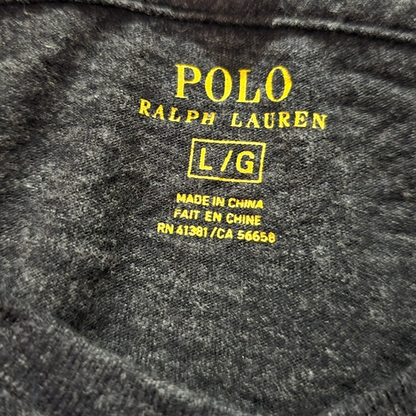 POLO
RALPH LAUREN
L/G
MADE IN CHINA
FAIT EN CHINE
RN 41381/CA 56658